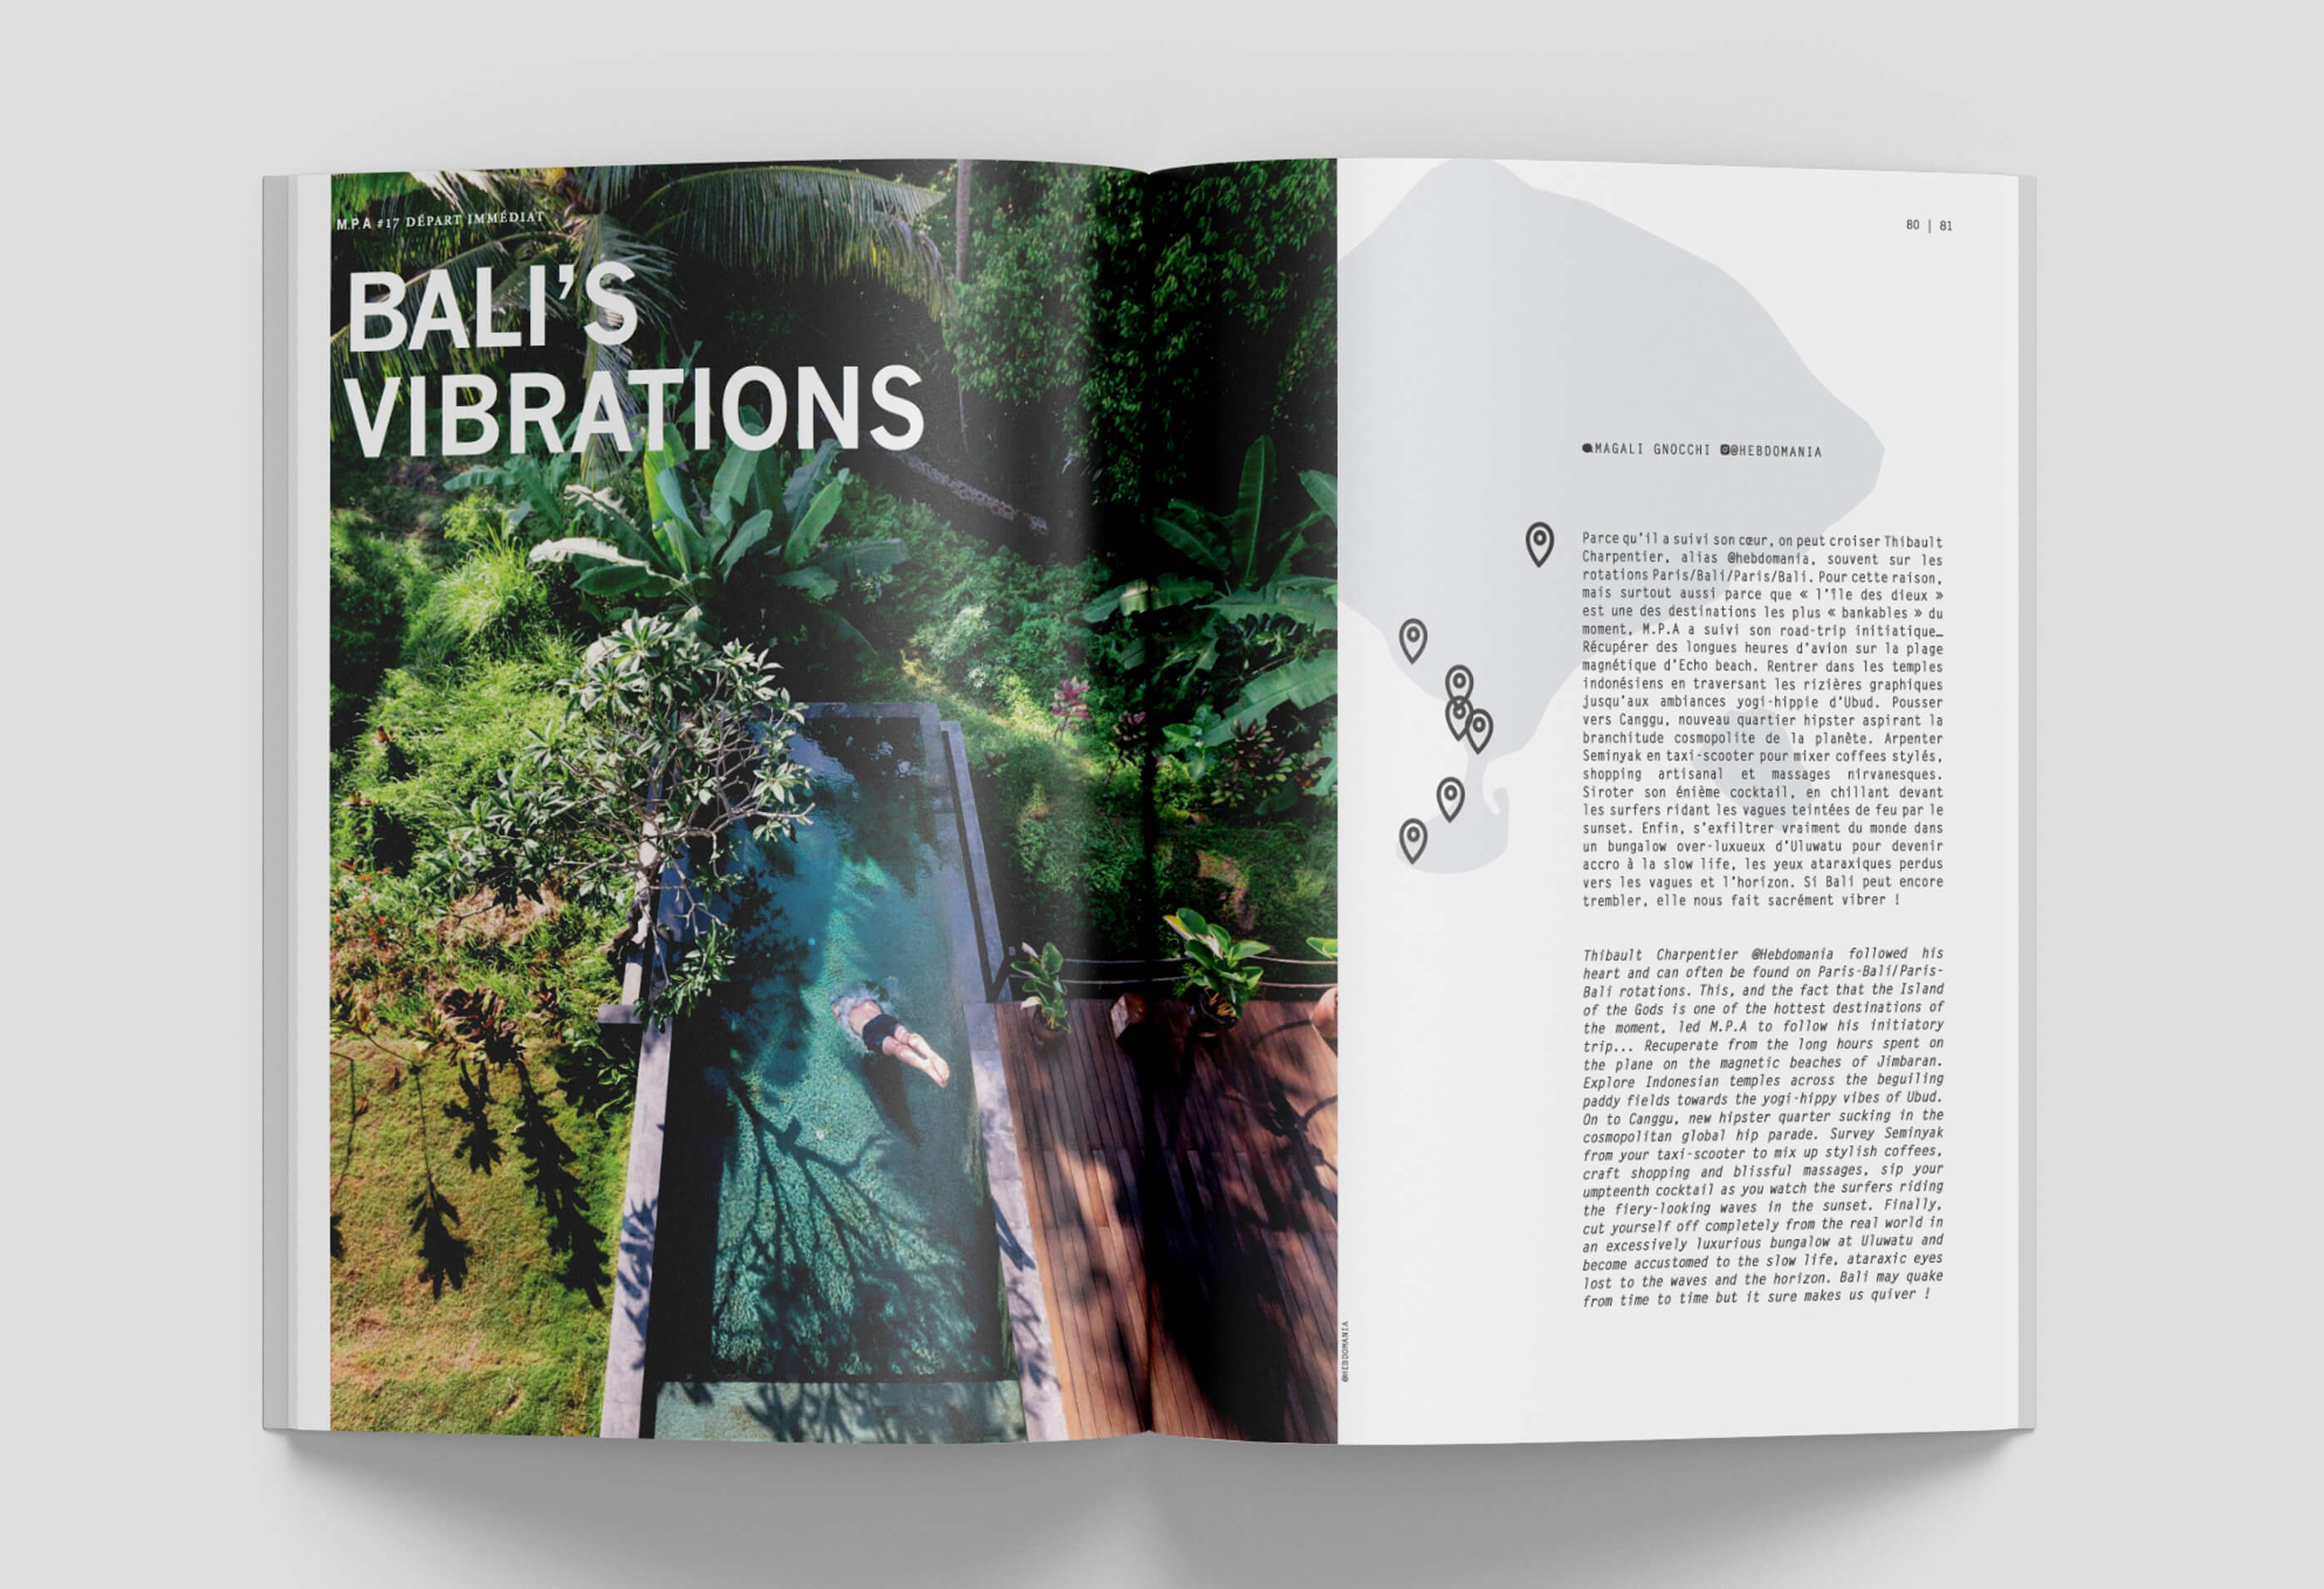 M.P.A #17 DÉPART IMMÉDIAT
BALI'S
VIBRATIONS
80 | 81
MAGALI GNOCCHI @HEBDOMANIA
Parce qu'il a suivi son cœur, on peut croiser Thibault
Charpentier, alias @hebdomania, souvent sur les
rotations Paris/Bali/Paris/Bali. Pour cette raison,
mais surtout aussi parce que « l'île des dieux »
est une des destinations les plus « bankables » du
moment, M.P.A a suivi son road-trip initiatique…
Récupérer des longues heures d'avion sur la plage
magnétique d'Echo beach. Rentrer dans les temples
indonésiens en traversant les rizières graphiques
jusqu'aux ambiances yogi-hippie d'Ubud. Pousser
vers Canggu, nouveau quartier hipster aspirant la
branchitude cosmopolite de la planète. Arpenter
Seminyak en taxi-scooter pour mixer coffees stylés,
shopping artisanal et massages nirvanesques.
Siroter son énième cocktail, en chillant devant
les surfers ridant les vagues teintées de feu par le
sunset. Enfin, s'exfiltrer vraiment du monde dans
un bungalow over-luxueux d'Uluwatu pour devenir
accro à la slow life, les yeux ataraxiques perdus
vers les vagues et l'horizon. Si Bali peut encore
trembler, elle nous fait sacrément vibrer !
Thibault Charpentier @Hebdomania followed his
heart and can often be found on Paris-Bali/Paris-
Bali rotations. This, and the fact that the Island
of the Gods is one of the hottest destinations of
the moment, led M.P.A to follow his initiatory
trip... Recuperate from the long hours spent on
the plane on the magnetic beaches of Jimbaran.
Explore Indonesian temples across the beguiling
paddy fields towards the yogi-hippy vibes of Ubud.
On to Canggu, new hipster quarter sucking in the
cosmopolitan global hip parade. Survey Seminyak
from your taxi-scooter to mix up stylish coffees,
craft shopping and blissful massages, sip your
umpteenth cocktail as you watch the surfers riding
the fiery-looking waves in the sunset. Finally,
cut yourself off completely from the real world in
an excessively luxurious bungalow at Uluwatu and
become accustomed to the slow life, ataraxic eyes
lost to the waves and the horizon. Bali may quake
from time to time but it sure makes us quiver !
@HEBDOMANIA